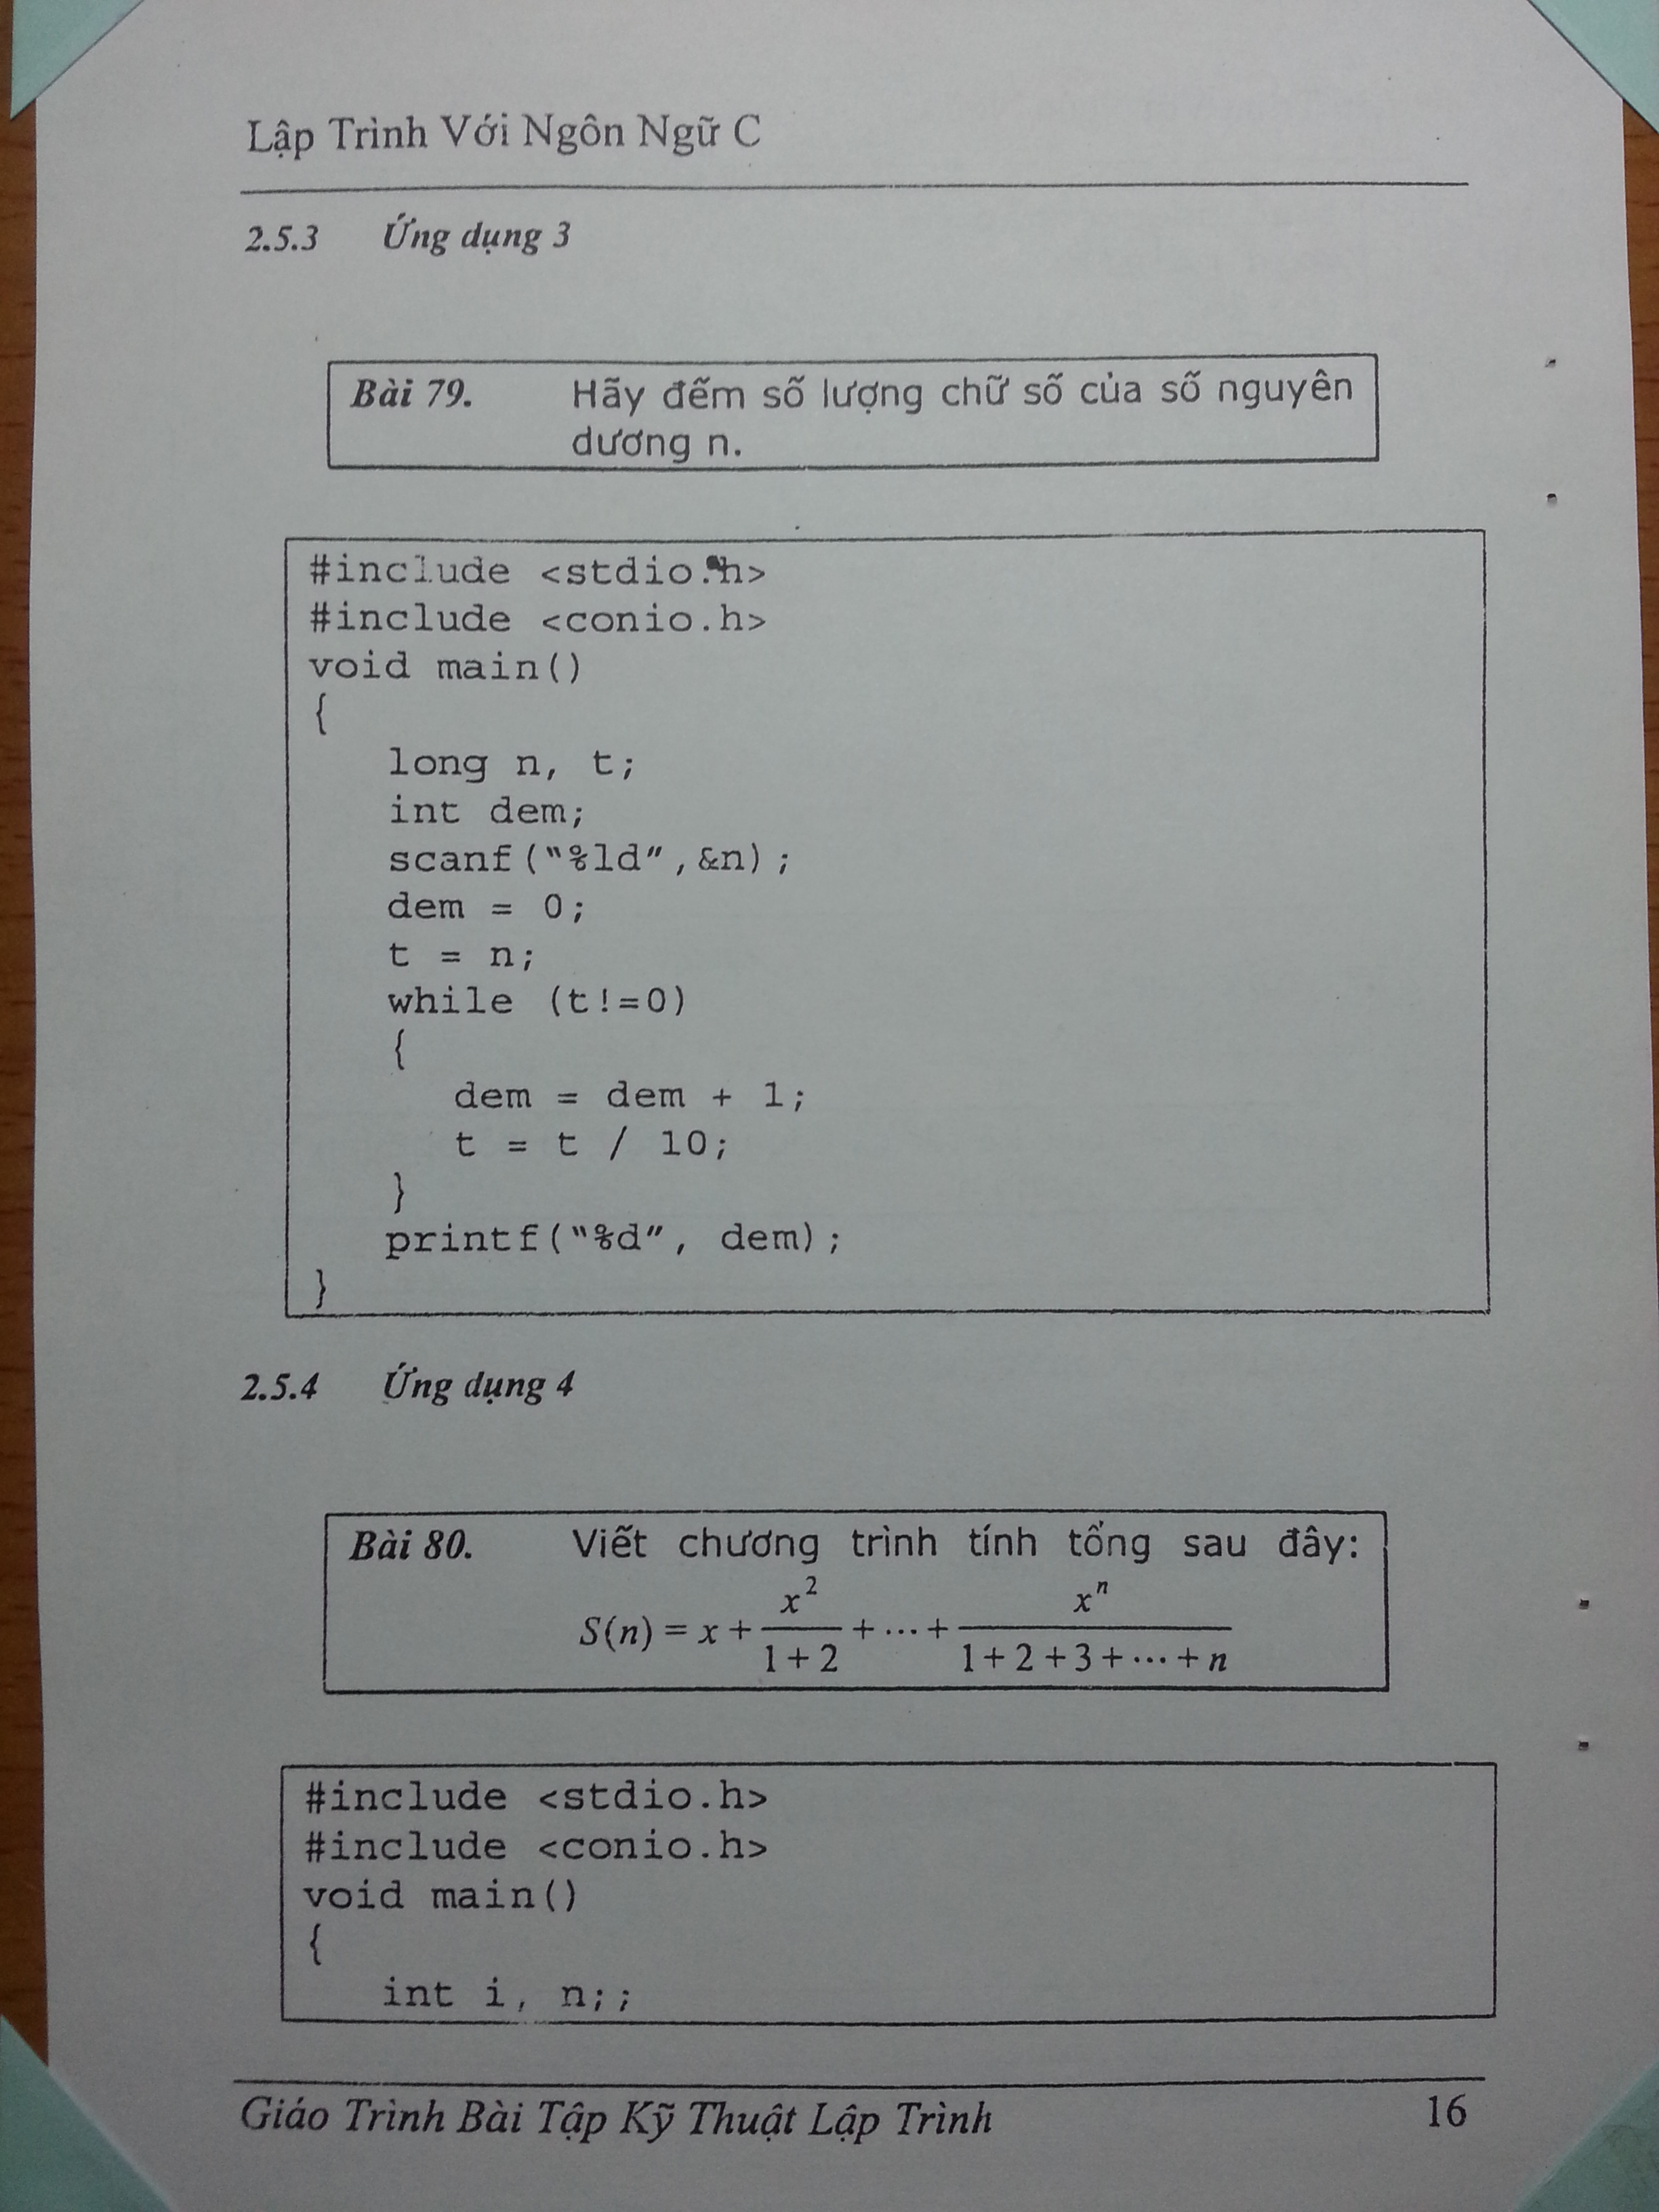 Lập Trình Với Ngôn Ngữ C
2.5.3 Ứng dụng 3
Bài 79. Hãy đếm số lượng chữ số của số nguyên
dương n.
#include <stdio.h>
#include <conio.h>
void main()
{
long n, t;
int dem;
scanf("%ld",&n);
dem = 0;
t = n;
while (t!=0)
{
dem = dem + 1;
t = t / 10;
}
printf("%d", dem);
}
2.5.4 Ứng dụng 4
Bài 80. Viết chương trình tính tổng sau đây:
S(n) = x + x^2/(1+2) + ... + x^n/(1+2+3+...+n)
#include <stdio.h>
#include <conio.h>
void main()
{
int i, n;;
Giáo Trình Bài Tập Kỹ Thuật Lập Trình 16